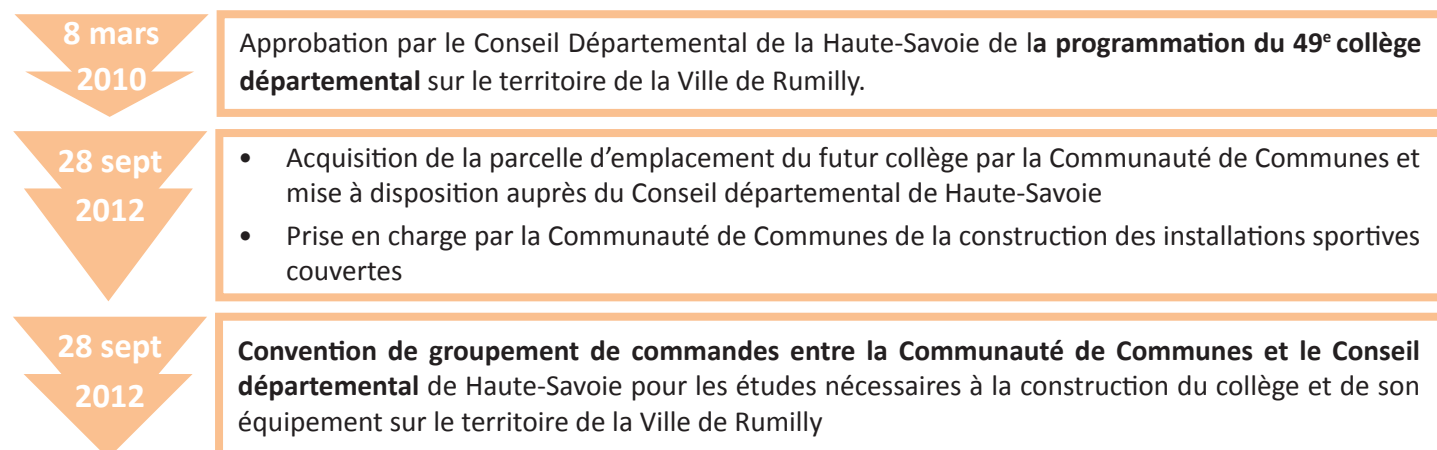 8 mars
2010
Approbation par le Conseil Départemental de la Haute-Savoie de la programmation du 49e collège
départemental sur le territoire de la Ville de Rumilly.
28 sept
2012
• Acquisition de la parcelle d’emplacement du futur collège par la Communauté de Communes et
mise à disposition auprès du Conseil départemental de Haute-Savoie
• Prise en charge par la Communauté de Communes de la construction des installations sportives
couvertes
28 sept
2012
Convention de groupement de commandes entre la Communauté de Communes et le Conseil
départemental de Haute-Savoie pour les études nécessaires à la construction du collège et de son
équipement sur le territoire de la Ville de Rumilly